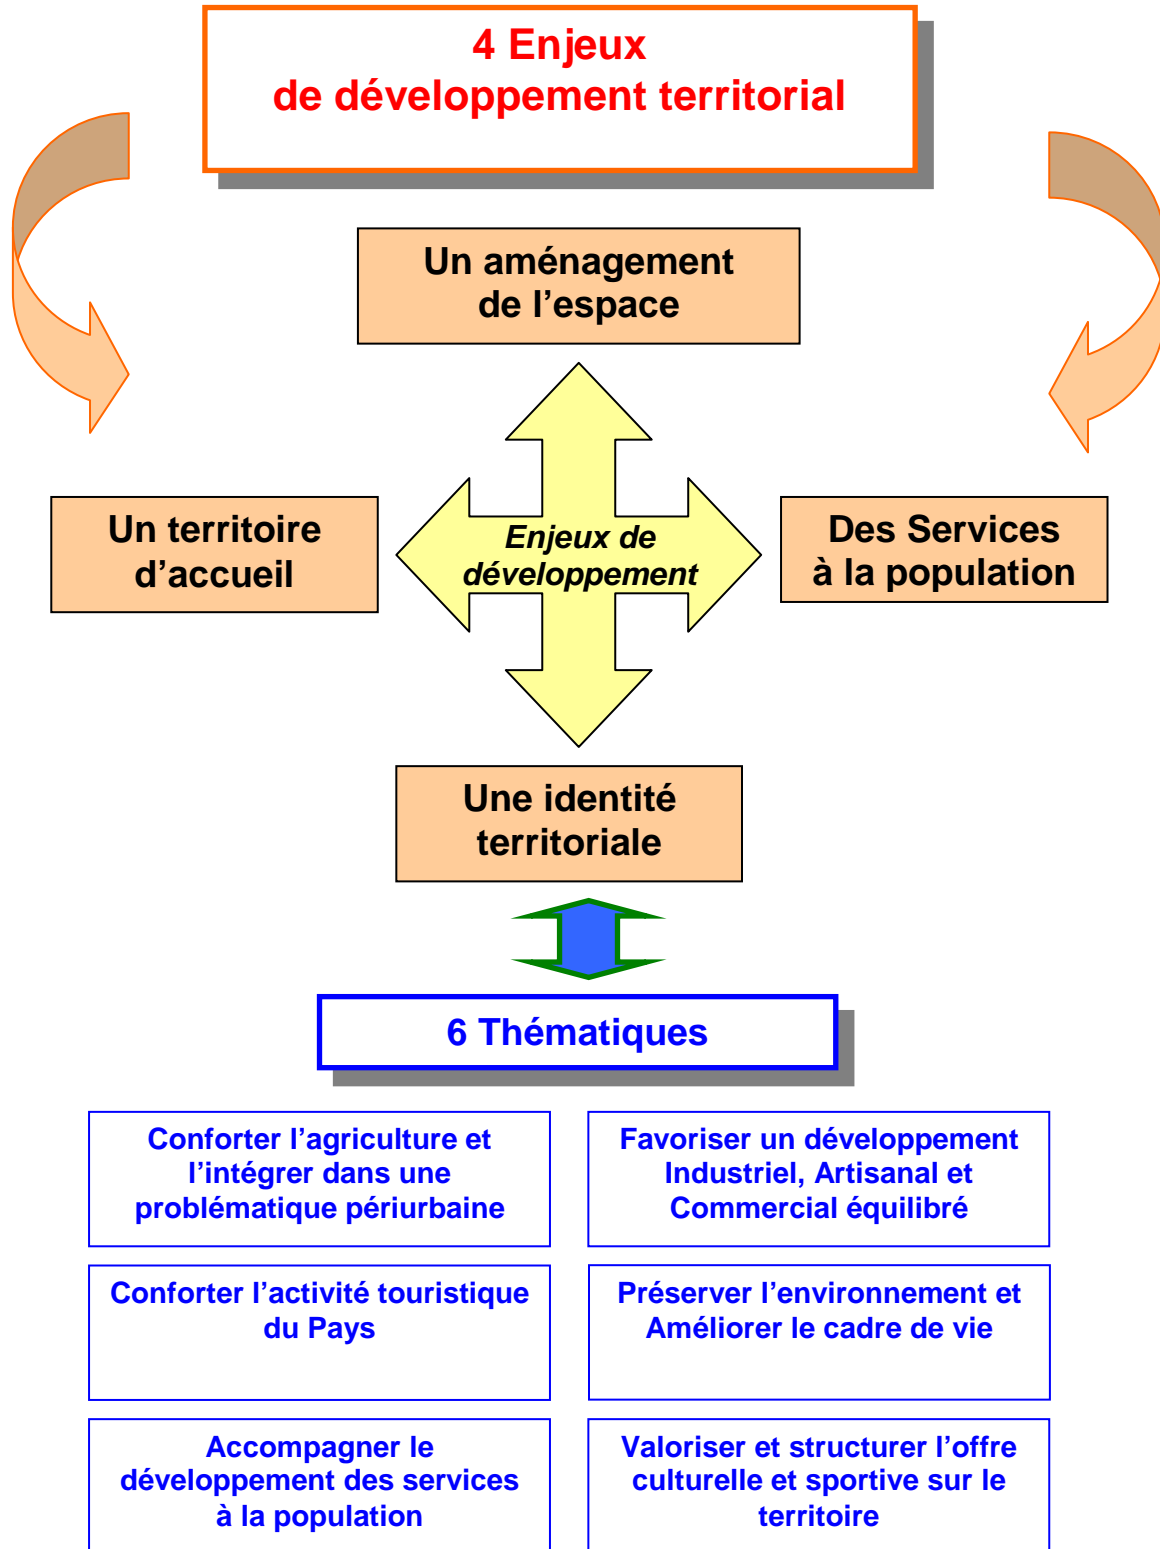 4 Enjeux
de développement territorial
Un aménagement
de l’espace
Un territoire
d’accueil
Enjeux de
développement
Des Services
à la population
Une identité
territoriale
6 Thématiques
Conforter l’agriculture et
l’intégrer dans une
problématique périurbaine
Favoriser un développement
Industriel, Artisanal et
Commercial équilibré
Conforter l’activité touristique
du Pays
Préserver l’environnement et
Améliorer le cadre de vie
Accompagner le
développement des services
à la population
Valoriser et structurer l’offre
culturelle et sportive sur le
territoire